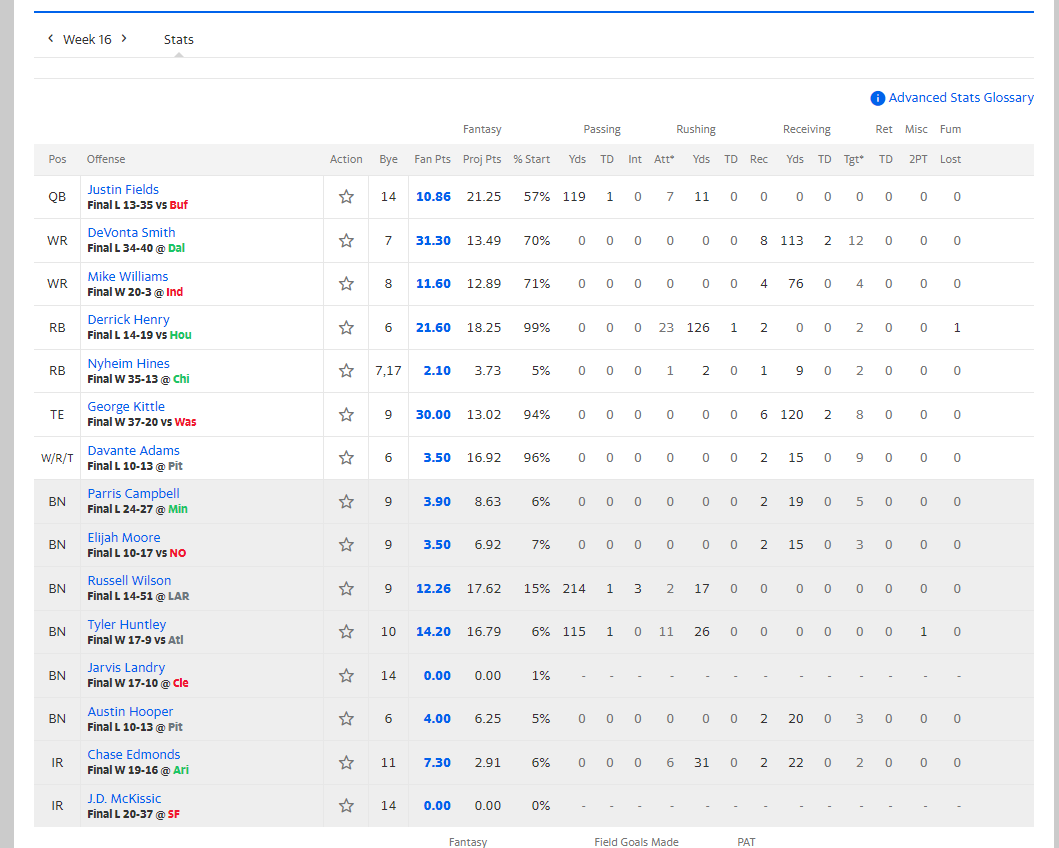 Week 16 Stats
Advanced Stats Glossary
Fantasy Passing Rushing Receiving Ret Misc Fum
Pos Offense Action Bye Fan Pts Proj Pts % Start Yds TD Int Att* Yds TD Rec Yds TD Tgt* TD 2PT Lost
QB Justin Fields 14 10.86 21.25 57% 119 1 0 7 11 0 0 0 0 0 0 0 0
Final L 13-35 vs Buf
WR DeVonta Smith 7 31.30 13.49 70% 0 0 0 0 0 0 8 113 2 12 0 0 0
Final L 34-40 @ Dal
WR Mike Williams 8 11.60 12.89 71% 0 0 0 0 0 0 4 76 0 4 0 0 0
Final W 20-3 @ Ind
RB Derrick Henry 6 21.60 18.25 99% 0 0 0 23 126 1 2 0 0 2 0 0 1
Final L 14-19 vs Hou
RB Nyheim Hines 7,17 2.10 3.73 5% 0 0 0 1 2 0 1 9 0 2 0 0 0
Final W 35-13 @ Chi
TE George Kittle 9 30.00 13.02 94% 0 0 0 0 0 0 6 120 2 8 0 0 0
Final W 37-20 vs Was
W/R/T Davante Adams 6 3.50 16.92 96% 0 0 0 0 0 0 2 15 0 9 0 0 0
Final L 10-13 @ Pit
BN Parris Campbell 9 3.90 8.63 6% 0 0 0 0 0 0 2 19 0 5 0 0 0
Final L 24-27 @ Min
BN Elijah Moore 9 3.50 6.92 7% 0 0 0 0 0 0 2 15 0 3 0 0 0
Final L 10-17 vs NO
BN Russell Wilson 9 12.26 17.62 15% 214 1 3 2 17 0 0 0 0 0 0 0 0
Final L 14-51 @ LAR
BN Tyler Huntley 10 14.20 16.79 6% 115 1 0 11 26 0 0 0 0 0 0 1 0
Final W 17-9 vs Atl
BN Jarvis Landry 14 0.00 0.00 1% - - - - - - - - - - - - -
Final W 17-10 @ Cle
BN Austin Hooper 6 4.00 6.25 5% 0 0 0 0 0 0 2 20 0 3 0 0 0
Final L 10-13 @ Pit
IR Chase Edmonds 11 7.30 2.91 6% 0 0 0 6 31 0 2 22 0 2 0 0 0
Final W 19-16 @ Ari
IR J.D. McKissic 14 0.00 0.00 0% - - - - - - - - - - - - -
Final L 20-37 @ SF
Fantasy Field Goals Made PAT